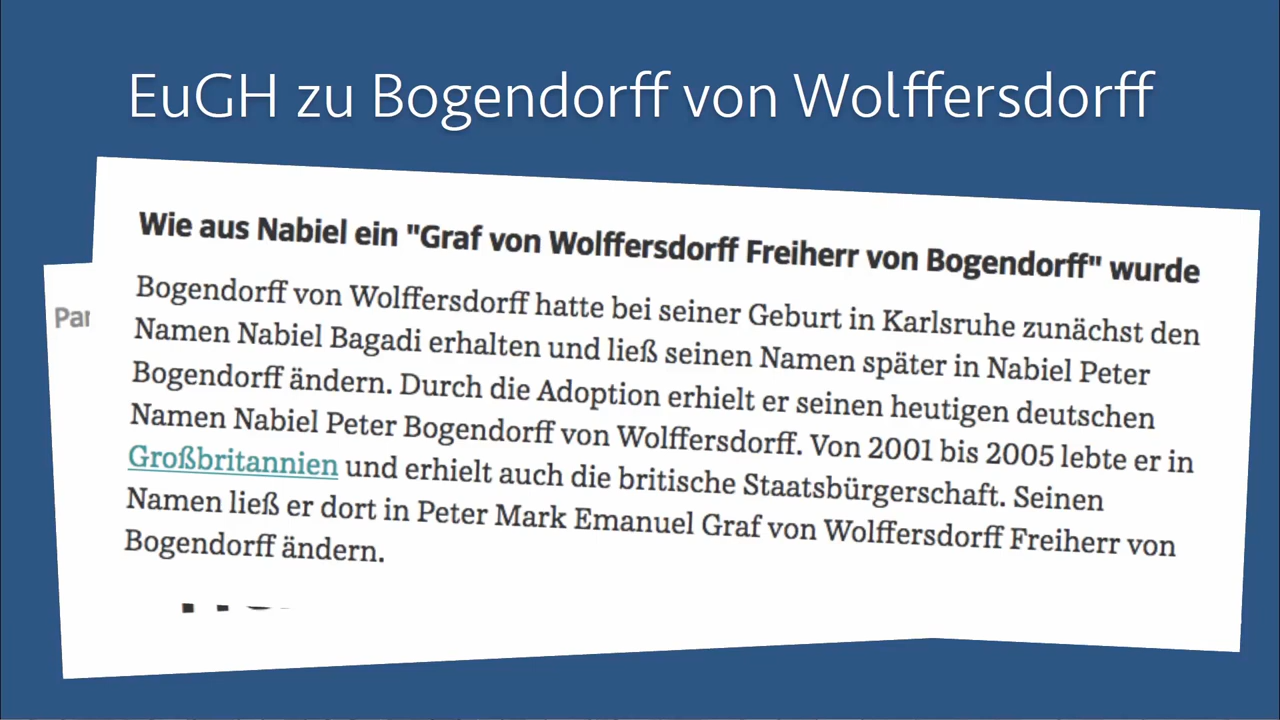 EuGH zu Bogendorff von Wolffersdorff
Wie aus Nabiel ein "Graf von Wolffersdorff Freiherr von Bogendorff" wurde
Bogendorff von Wolffersdorff hatte bei seiner Geburt in Karlsruhe zunächst den
Namen Nabiel Bagadi erhalten und ließ seinen Namen später in Nabiel Peter
Bogendorff ändern. Durch die Adoption erhielt er seinen heutigen deutschen
Namen Nabiel Peter Bogendorff von Wolffersdorff. Von 2001 bis 2005 lebte er in
Großbritannien und erhielt auch die britische Staatsbürgerschaft. Seinen
Namen ließ er dort in Peter Mark Emanuel Graf von Wolffersdorff Freiherr von
Bogendorff ändern.